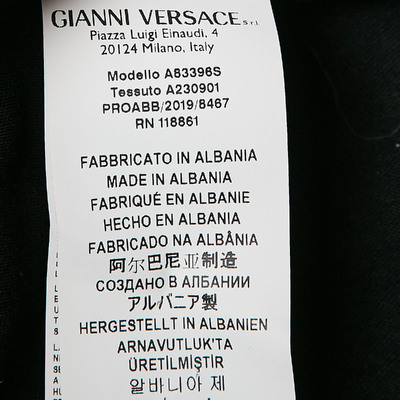 GIANNI VERSACE S.r.l.
Piazza Luigi Einaudi, 4
20124 Milano, Italy
Modello A83396S
Tessuto A230901
PROABB/2019/8467
RN 118861
FABBRICATO IN ALBANIA
MADE IN ALBANIA
FABRIQUÉ EN ALBANIE
HECHO EN ALBANIA
FABRICADO NA ALBÂNIA
阿尔巴尼亚制造
СОЗДАНО В АЛБАНИИ
アルバニア製
HERGESTELLT IN ALBANIEN
ARNAVUTLUK'TA
ÜRETİLMİŞTİR
알바니아 제